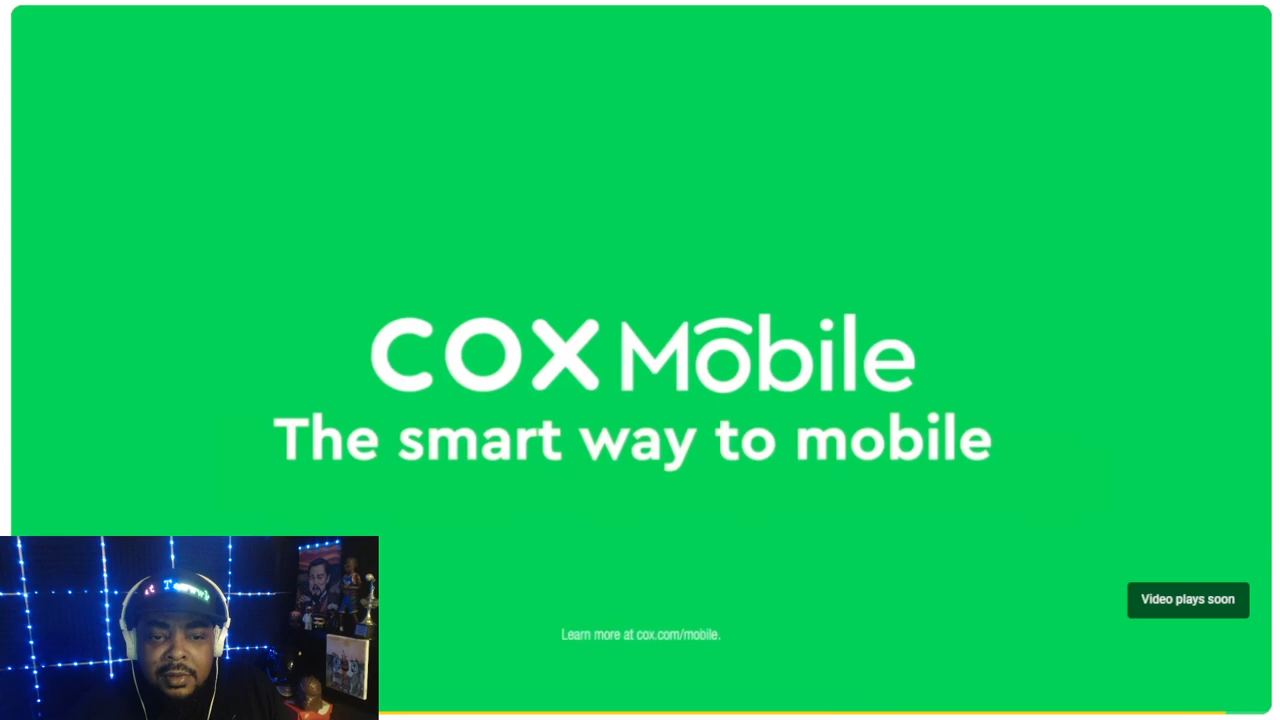 COX Mobile
The smart way to mobile
Video plays soon
Learn more at cox.com/mobile.